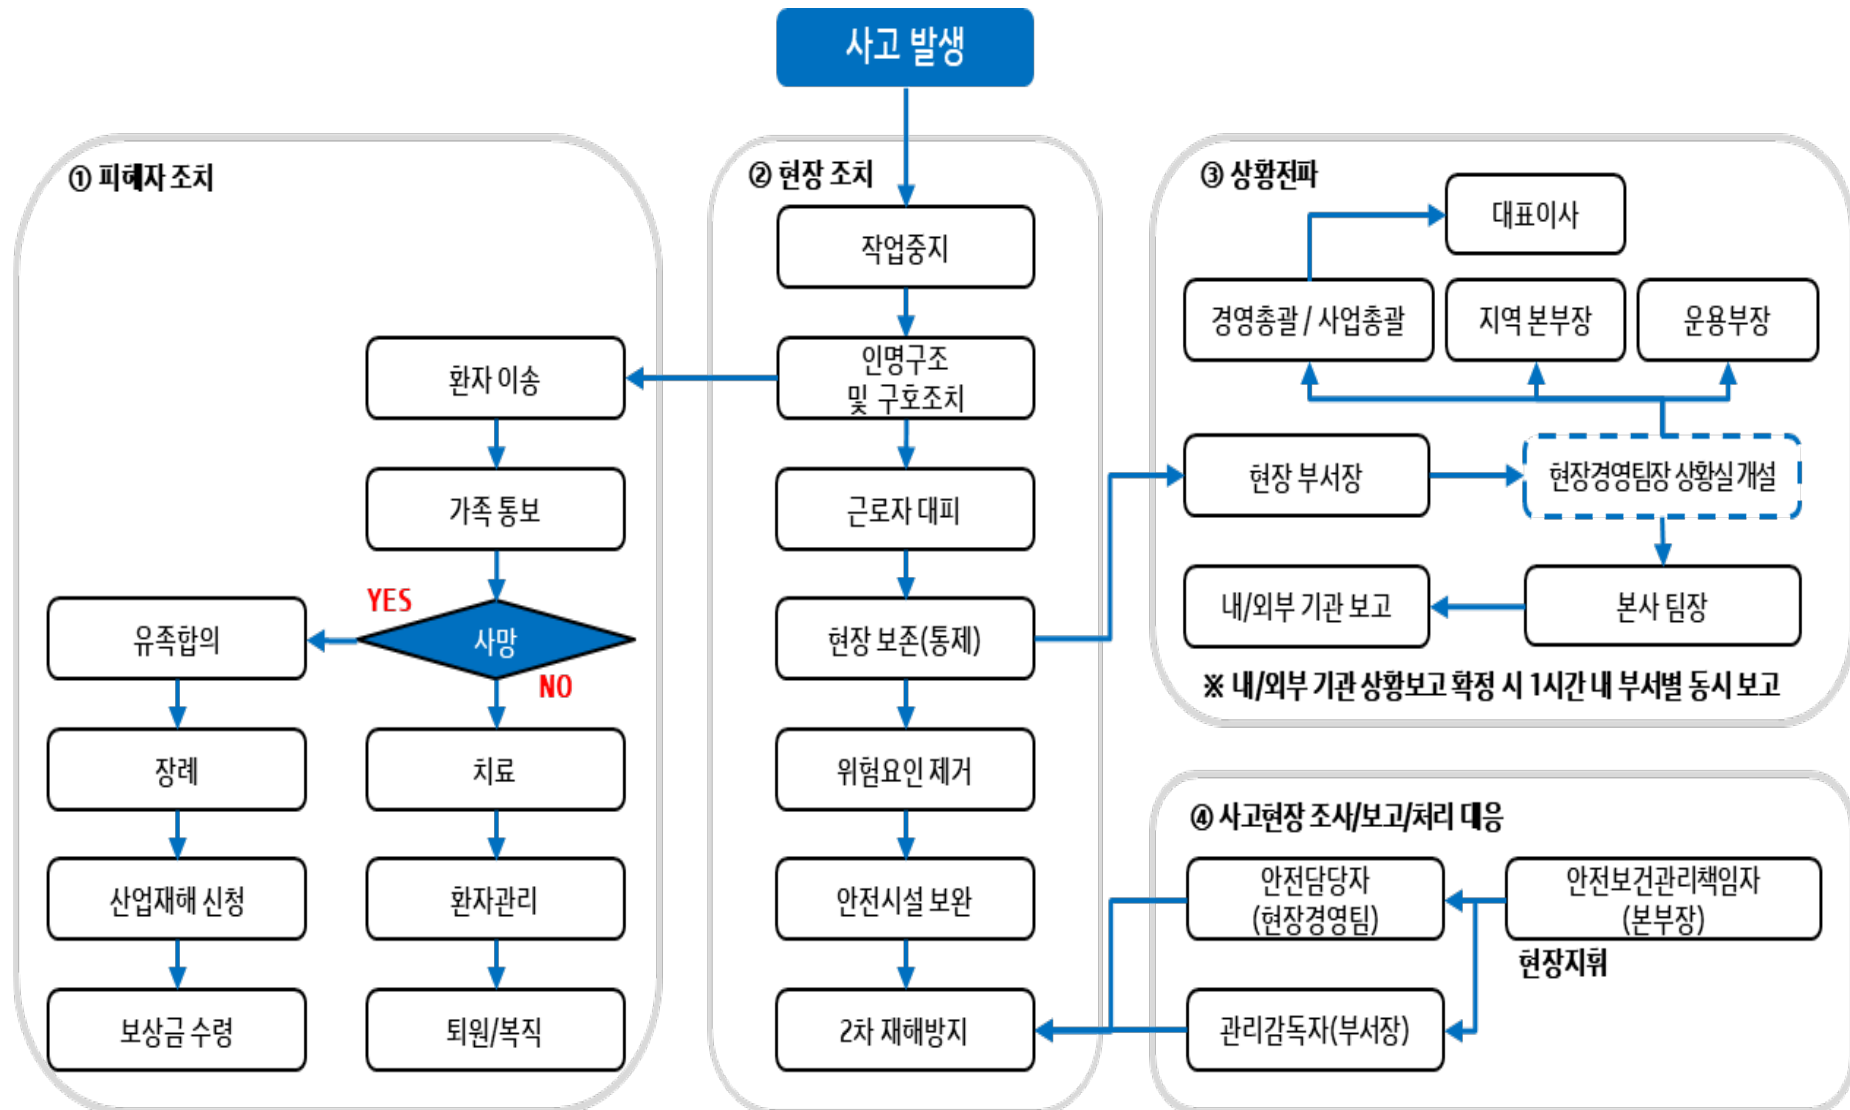 사고 발생
① 피해자 조치
환자 이송
가족 통보
YES
사망
NO
유족합의
장례
산업재해 신청
보상금 수령
치료
환자관리
퇴원/복직
② 현장 조치
작업중지
인명구조
및 구호조치
근로자 대피
현장 보존(통제)
위험요인 제거
안전시설 보완
2차 재해방지
③ 상황전파
대표이사
경영총괄 / 사업총괄
지역 본부장
운용부장
현장 부서장
현장경영팀장 상황실 개설
내/외부 기관 보고
본사 팀장
※ 내/외부 기관 상황보고 확정 시 1시간 내 부서별 동시 보고
④ 사고현장 조사/보고/처리 대응
안전담당자
(현장경영팀)
안전보건관리책임자
(본부장)
현장지휘
관리감독자(부서장)